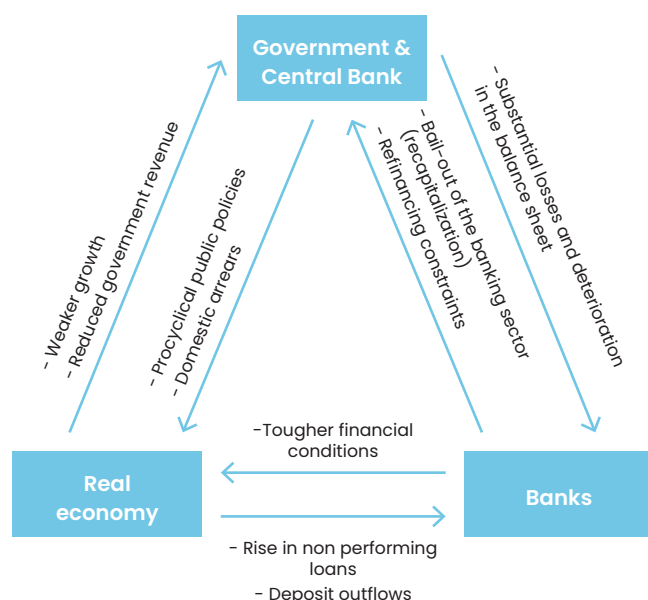 Government &
Central Bank
- Weaker growth
- Reduced government revenue
- Procyclical public policies
- Domestic arrears
- Bail-out of the banking sector
(recapitalization)
- Refinancing constraints
- Substantial losses and deterioration
in the balance sheet
-Tougher financial
conditions
Real
economy
Banks
- Rise in non performing
loans
- Deposit outflows